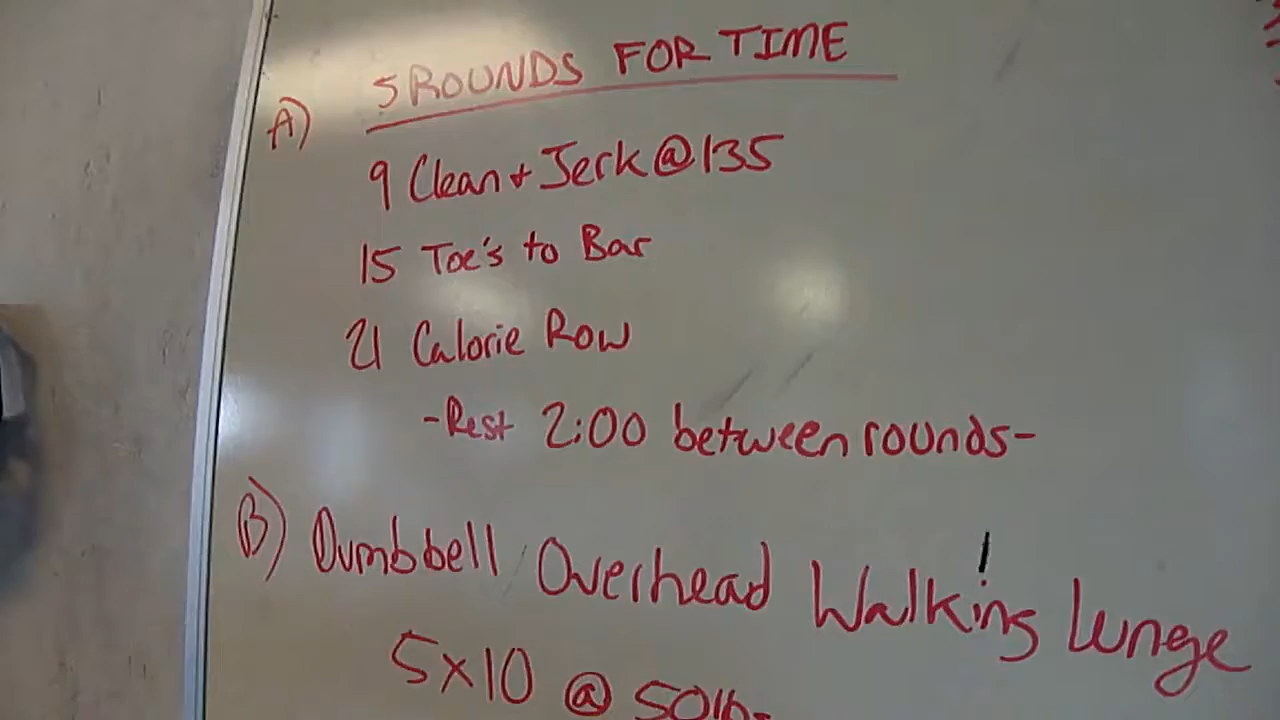 5 ROUNDS FOR TIME
A)
9 Clean + Jerk @ 135
15 Toe's to Bar
21 Calorie Row
-Rest 2:00 between rounds-
B) Dumbbell Overhead Walking Lunge
5x10 @ 50lb